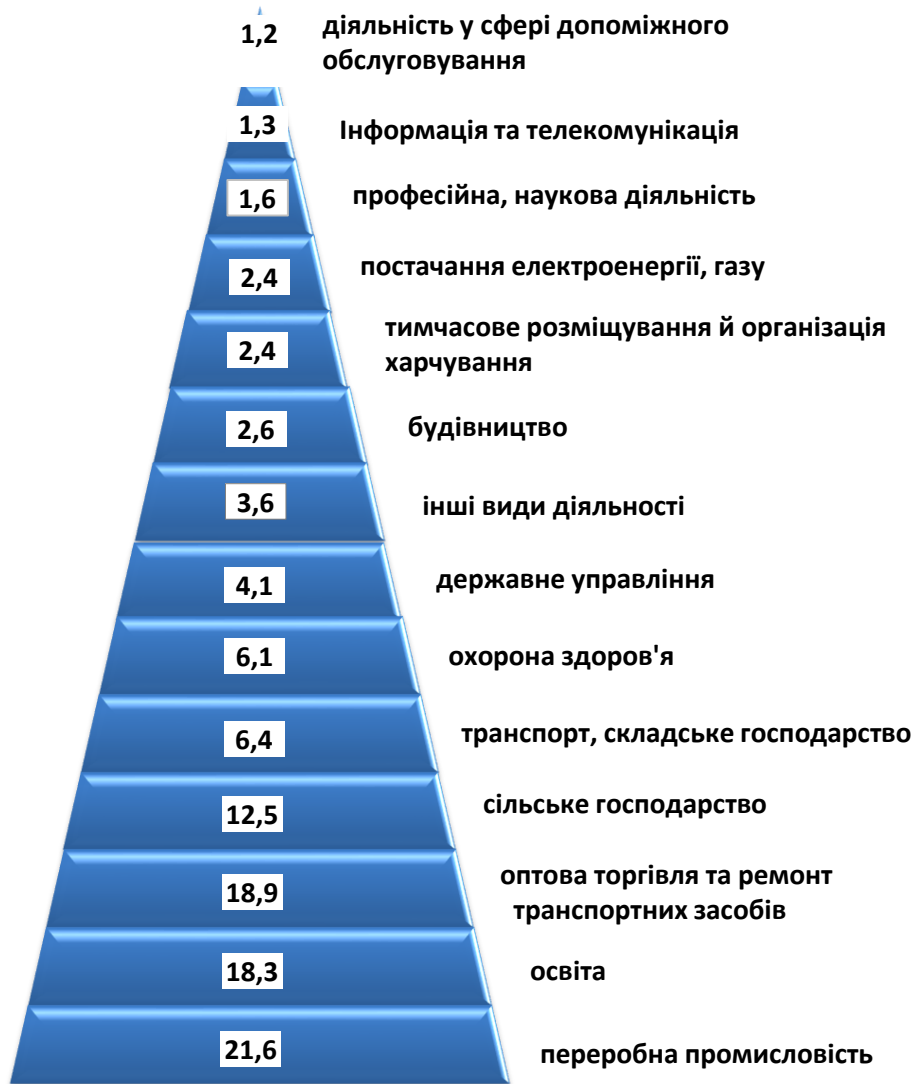 1,2
діяльність у сфері допоміжного
обслуговування
1,3
Інформація та телекомунікація
1,6
професійна, наукова діяльність
2,4
постачання електроенергії, газу
2,4
тимчасове розміщування й організація
харчування
2,6
будівництво
3,6
інші види діяльності
4,1
державне управління
6,1
охорона здоров'я
6,4
транспорт, складське господарство
12,5
сільське господарство
18,9
оптова торгівля та ремонт
транспортних засобів
18,3
освіта
21,6
переробна промисловість